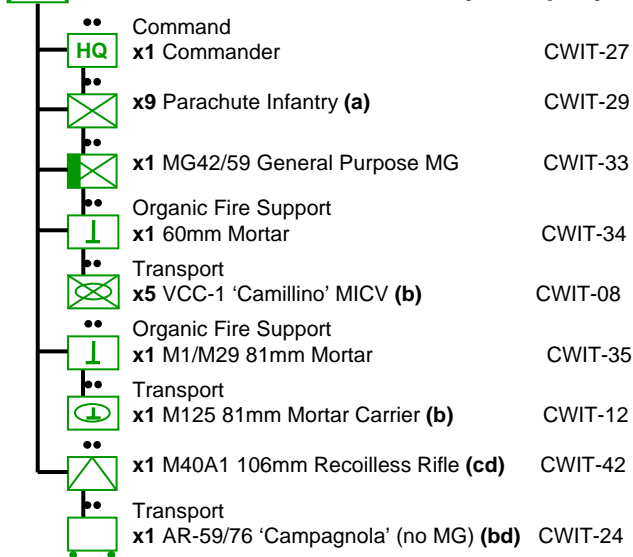 Command
HQ x1 Commander CWIT-27
x9 Parachute Infantry (a) CWIT-29
x1 MG42/59 General Purpose MG CWIT-33
Organic Fire Support
x1 60mm Mortar CWIT-34
Transport
x5 VCC-1 ‘Camillino’ MICV (b) CWIT-08
Organic Fire Support
x1 M1/M29 81mm Mortar CWIT-35
Transport
x1 M125 81mm Mortar Carrier (b) CWIT-12
x1 M40A1 106mm Recoilless Rifle (cd) CWIT-42
Transport
x1 AR-59/76 ‘Campagnola’ (no MG) (bd) CWIT-24